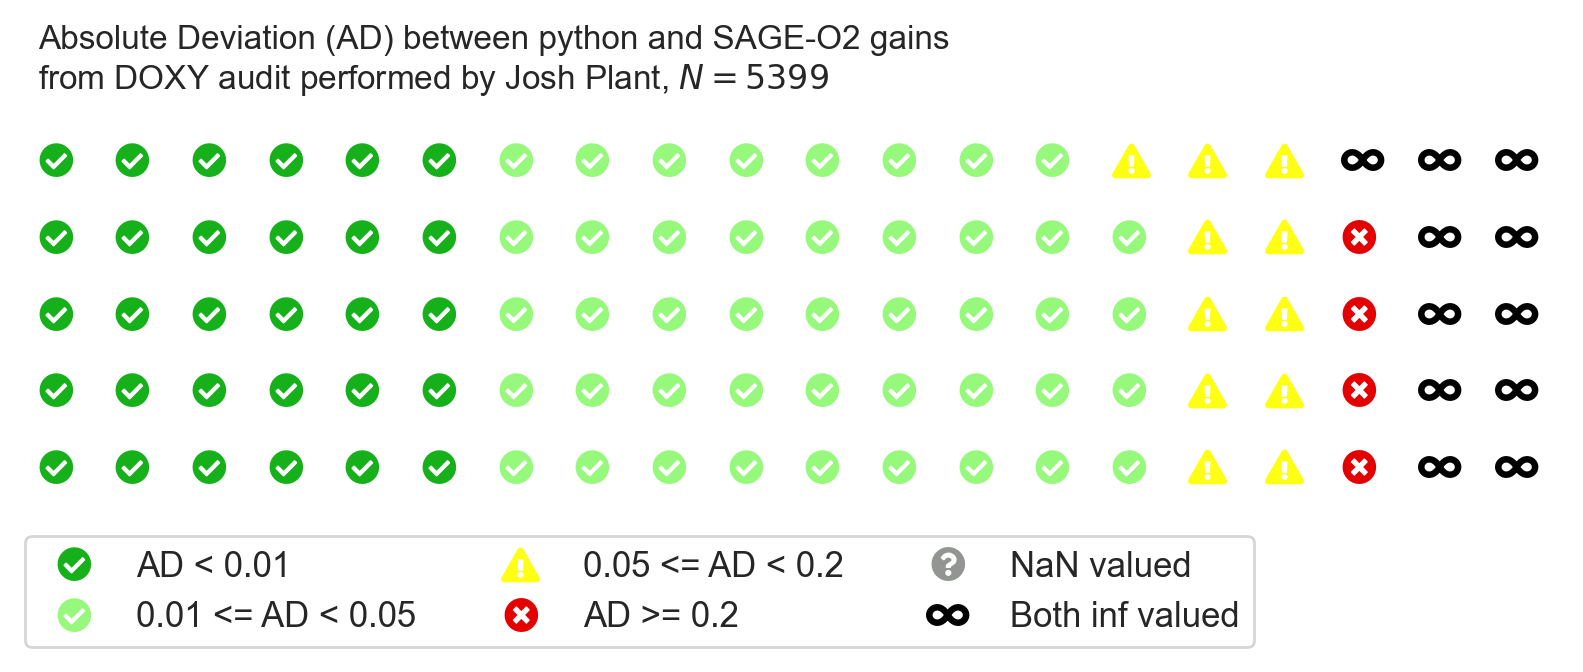 Absolute Deviation (AD) between python and SAGE-O2 gains
from DOXY audit performed by Josh Plant, N = 5399
AD < 0.01
0.01 <= AD < 0.05
0.05 <= AD < 0.2
AD >= 0.2
NaN valued
Both inf valued